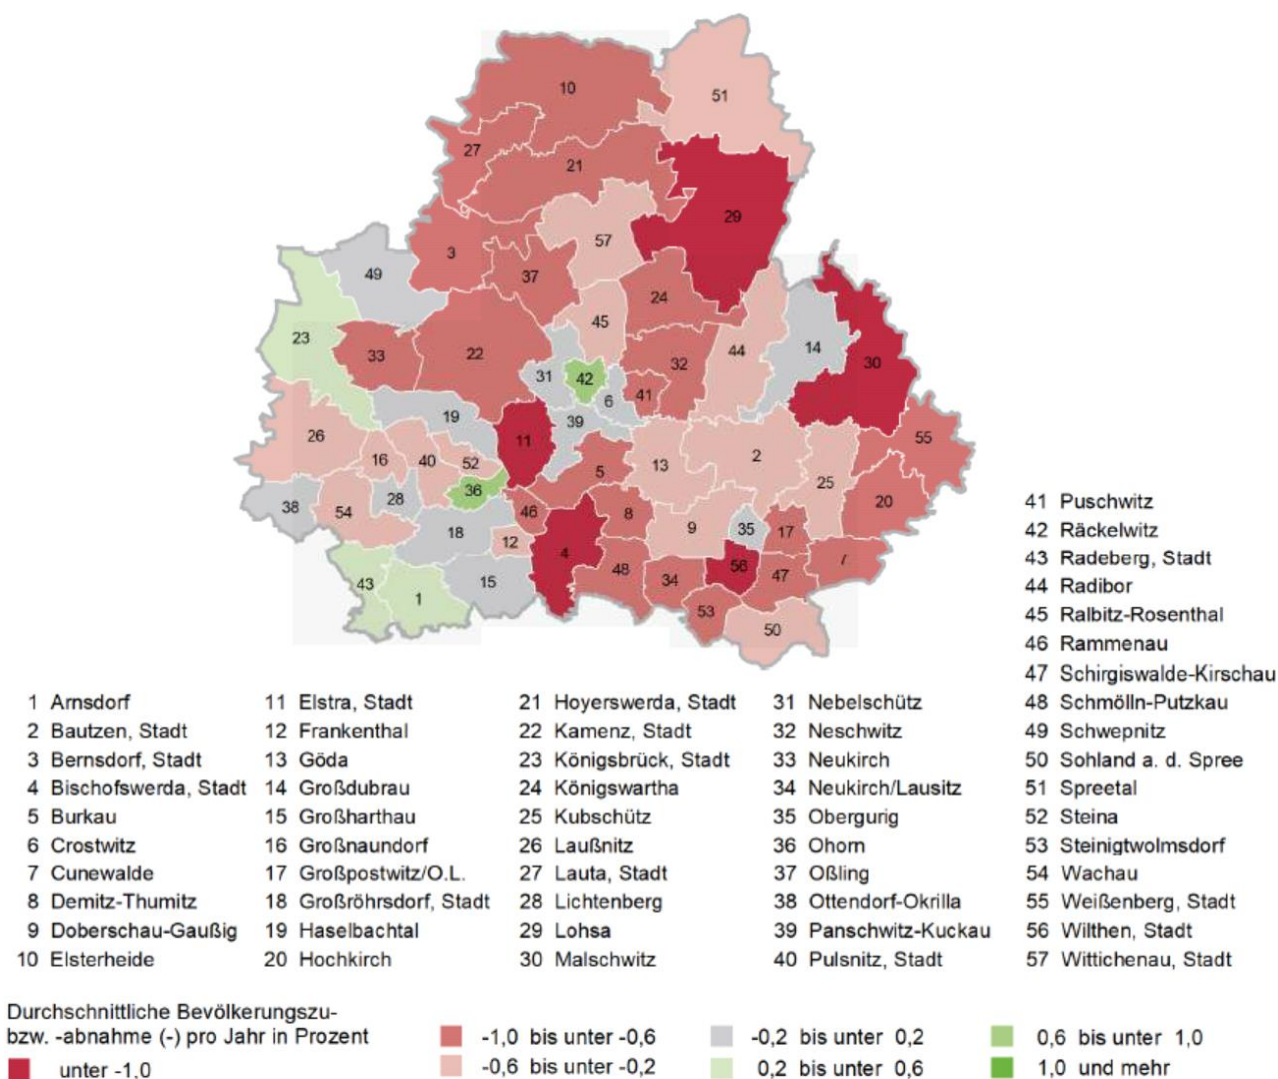 10
51
27
21
29
57
3
49
37
24
45
23
33
22
44
14
30
32
31
42
41
6
19
39
11
26
16
40
52
5
13
2
55
25
36
28
38
54
20
46
8
18
12
9
35
17
4
56
7
48
34
47
43
1
15
53
50
41 Puschwitz
42 Räckelwitz
43 Radeberg, Stadt
44 Radibor
45 Ralbitz-Rosenthal
46 Rammenau
47 Schirgiswalde-Kirschau
1 Arnsdorf 11 Elstra, Stadt 21 Hoyerswerda, Stadt 31 Nebelschütz 48 Schmölln-Putzkau
2 Bautzen, Stadt 12 Frankenthal 22 Kamenz, Stadt 32 Neschwitz 49 Schwepnitz
3 Bernsdorf, Stadt 13 Göda 23 Königsbrück, Stadt 33 Neukirch 50 Sohland a. d. Spree
4 Bischofswerda, Stadt 14 Großdubrau 24 Königswartha 34 Neukirch/Lausitz 51 Spreetal
5 Burkau 15 Großharthau 25 Kubschütz 35 Obergurig 52 Steina
6 Crostwitz 16 Großnaundorf 26 Laußnitz 36 Ohorn 53 Steinigtwolmsdorf
7 Cunewalde 17 Großpostwitz/O.L. 27 Lauta, Stadt 37 Oßling 54 Wachau
8 Demitz-Thumitz 18 Großröhrsdorf, Stadt 28 Lichtenberg 38 Ottendorf-Okrilla 55 Weißenberg, Stadt
9 Doberschau-Gaußig 19 Haselbachtal 29 Lohsa 39 Panschwitz-Kuckau 56 Wilthen, Stadt
10 Elsterheide 20 Hochkirch 30 Malschwitz 40 Pulsnitz, Stadt 57 Wittichenau, Stadt
Durchschnittliche Bevölkerungszu-
bzw. -abnahme (-) pro Jahr in Prozent
unter -1,0
-1,0 bis unter -0,6
-0,6 bis unter -0,2
-0,2 bis unter 0,2
0,2 bis unter 0,6
0,6 bis unter 1,0
1,0 und mehr